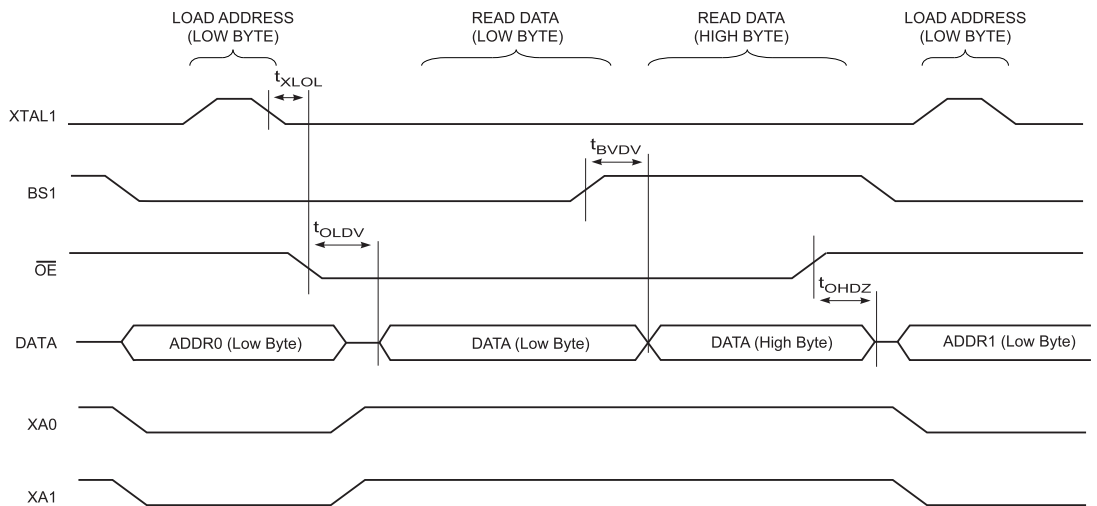 LOAD ADDRESS
(LOW BYTE)
READ DATA
(LOW BYTE)
READ DATA
(HIGH BYTE)
LOAD ADDRESS
(LOW BYTE)
tXLOL
XTAL1
tBVDV
BS1
tOLDV
OE
tOHDZ
DATA
ADDR0 (Low Byte)
DATA (Low Byte)
DATA (High Byte)
ADDR1 (Low Byte)
XA0
XA1